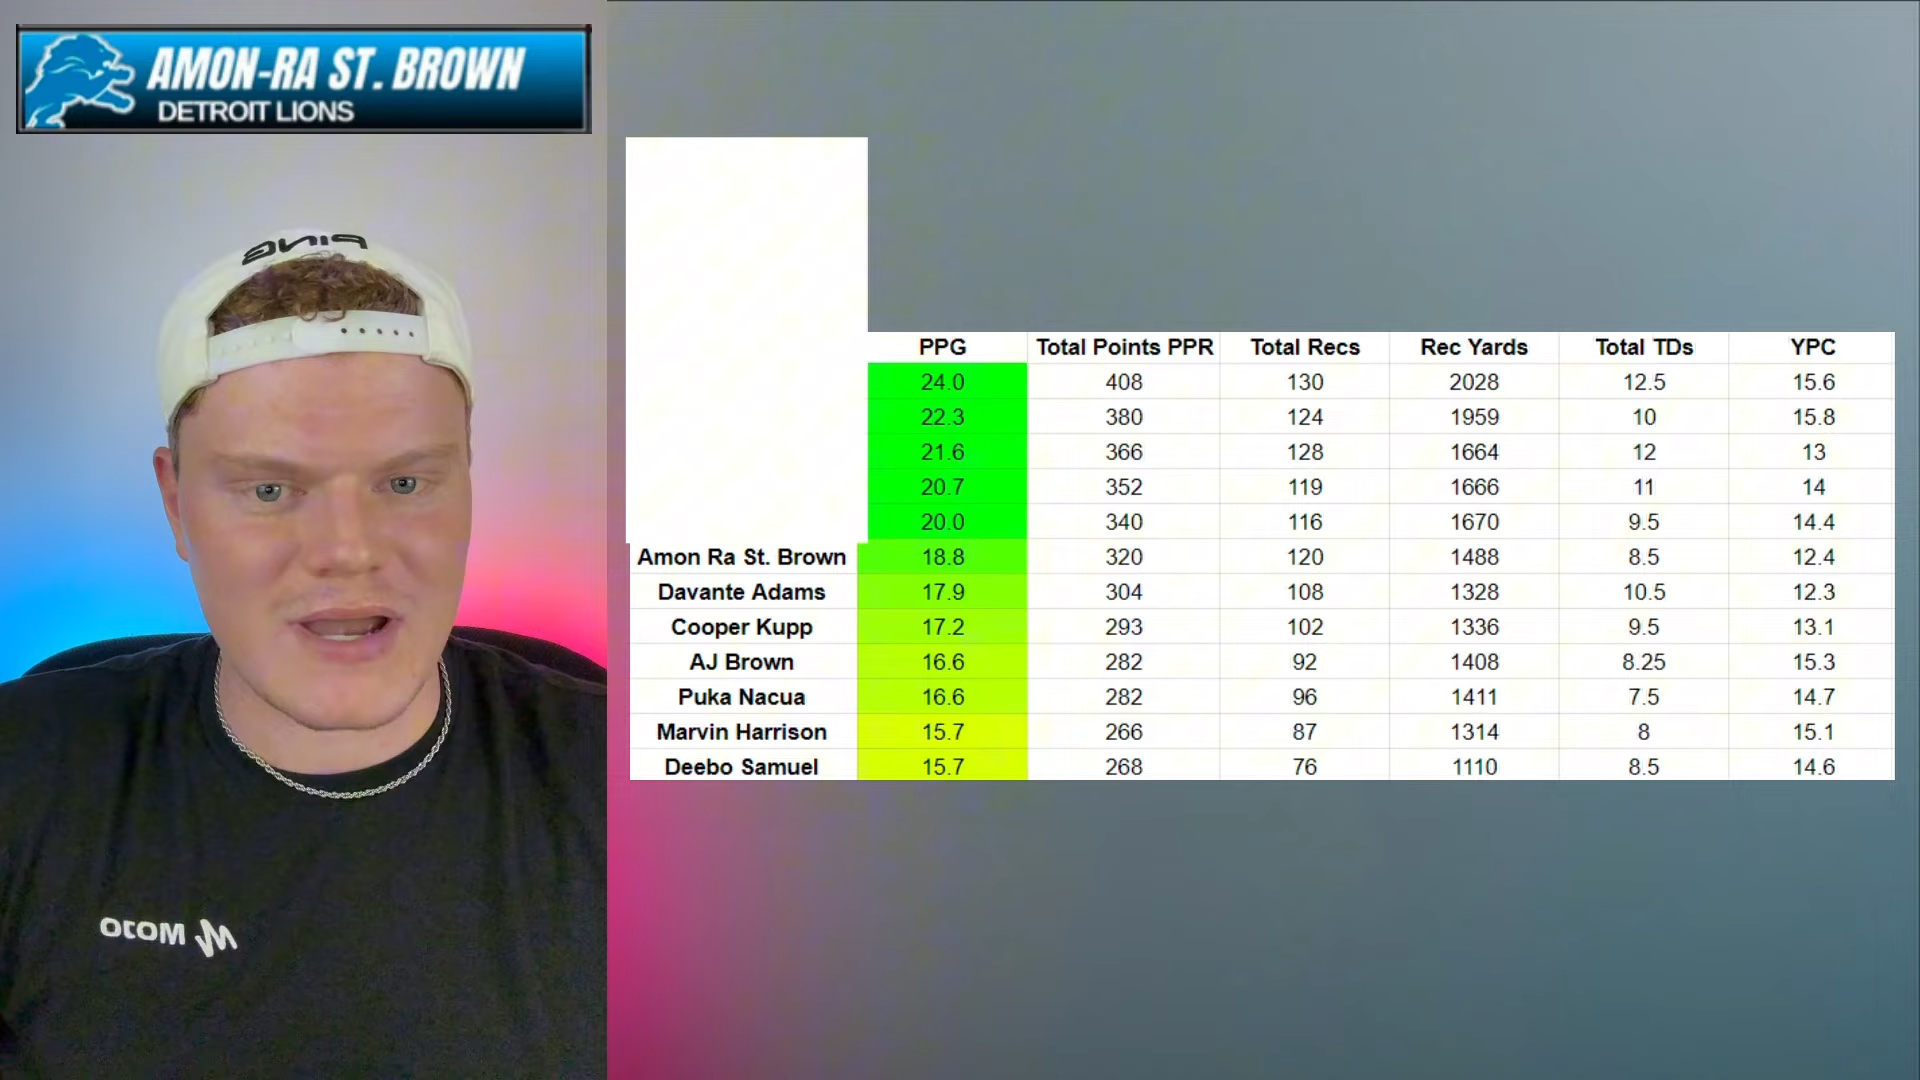 AMON-RA ST. BROWN
DETROIT LIONS
PING
MOJO
PPG Total Points PPR Total Recs Rec Yards Total TDs YPC
24.0 408 130 2028 12.5 15.6
22.3 380 124 1959 10 15.8
21.6 366 128 1664 12 13
20.7 352 119 1666 11 14
20.0 340 116 1670 9.5 14.4
Amon Ra St. Brown 18.8 320 120 1488 8.5 12.4
Davante Adams 17.9 304 108 1328 10.5 12.3
Cooper Kupp 17.2 293 102 1336 9.5 13.1
AJ Brown 16.6 282 92 1408 8.25 15.3
Puka Nacua 16.6 282 96 1411 7.5 14.7
Marvin Harrison 15.7 266 87 1314 8 15.1
Deebo Samuel 15.7 268 76 1110 8.5 14.6